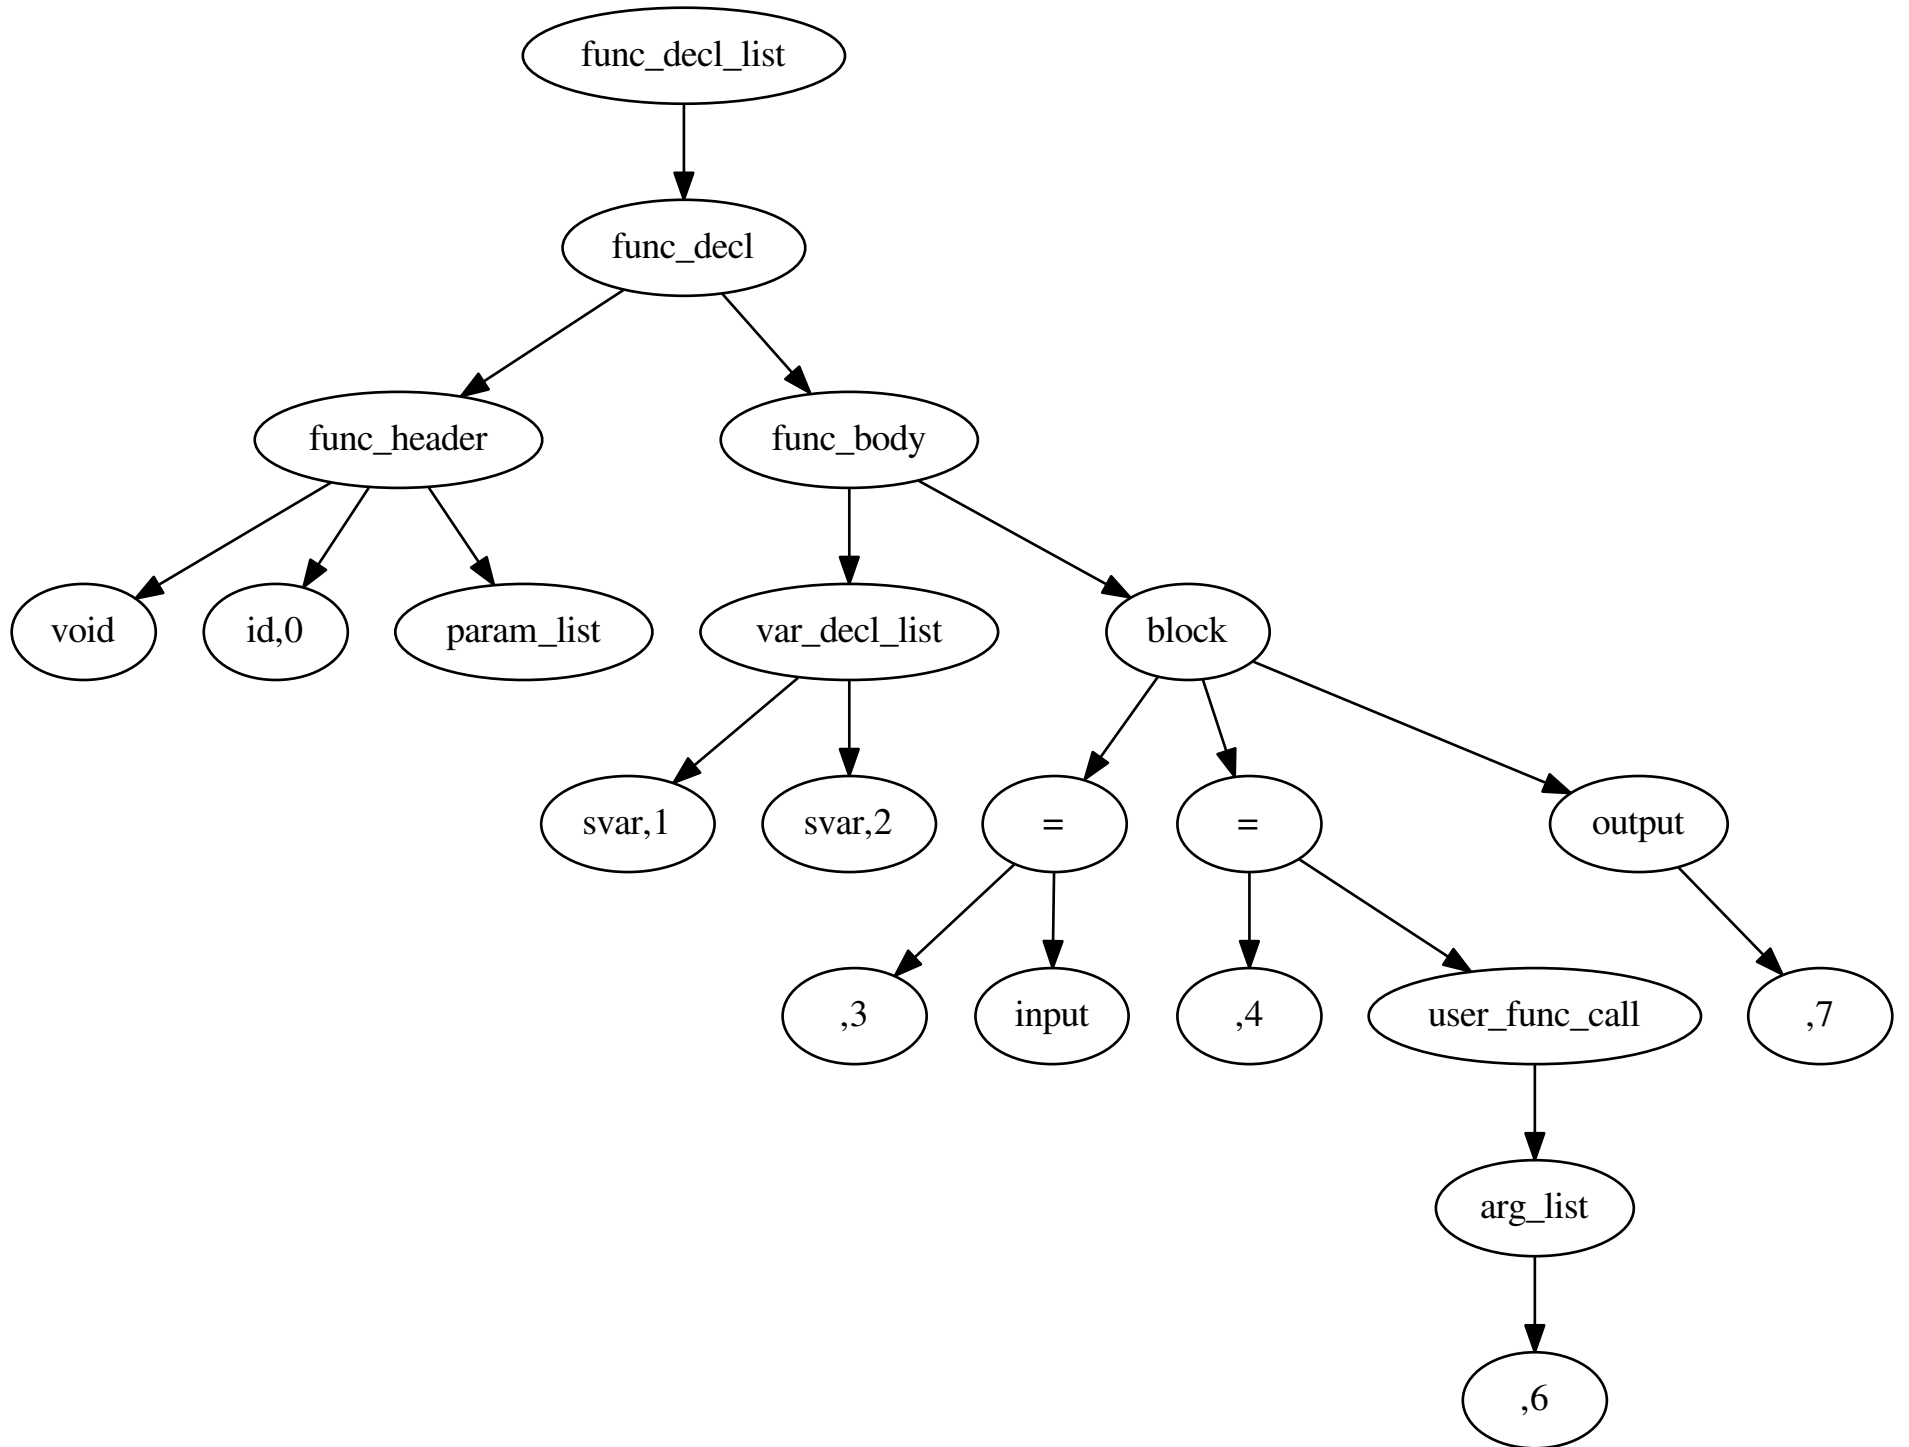 func_decl_list
func_decl
func_header
func_body
void
id,0
param_list
var_decl_list
block
svar,1
svar,2
=
=
output
,3
input
,4
user_func_call
,7
arg_list
,6